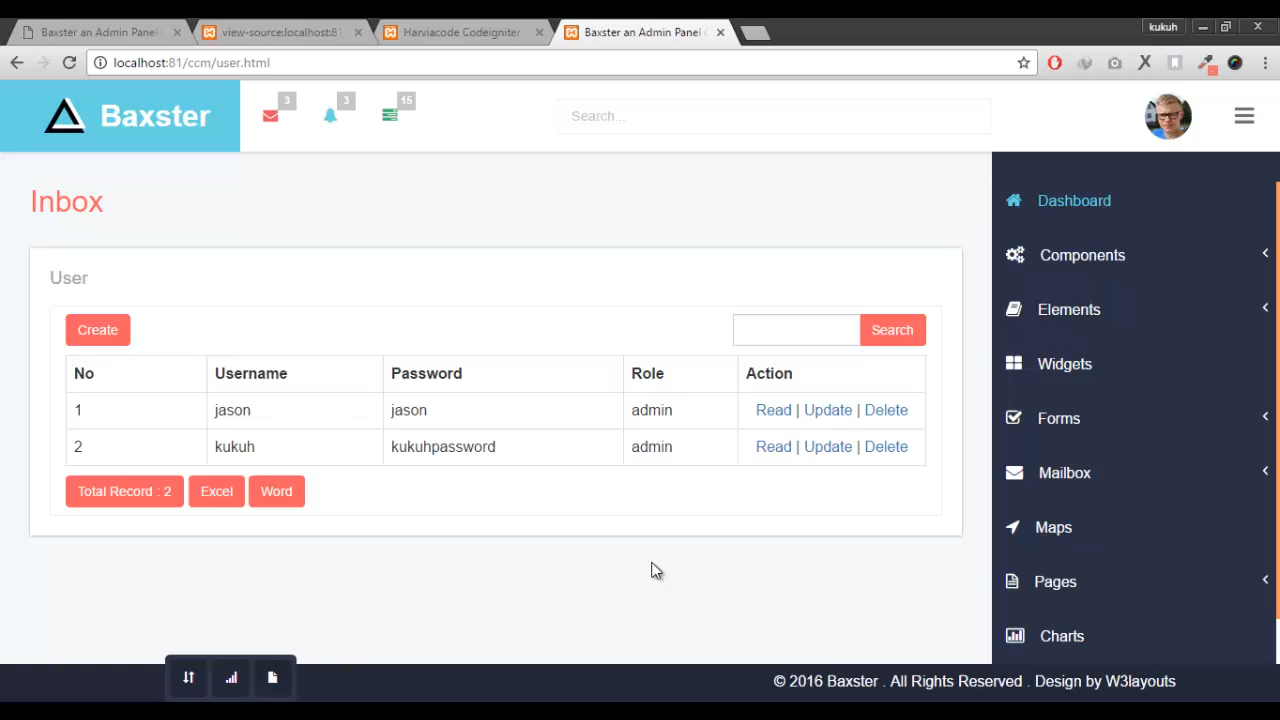 Baxster an Admin Panel
view-source:localhost:81
Harviacode Codeigniter
Baxster an Admin Panel
kukuh
localhost:81/ccm/user.html
Baxster
3
3
15
Search...
Inbox
User
Create
Search
No Username Password Role Action
1 jason jason admin Read | Update | Delete
2 kukuh kukuhpassword admin Read | Update | Delete
Total Record : 2
Excel
Word
Dashboard
Components
Elements
Widgets
Forms
Mailbox
Maps
Pages
Charts
© 2016 Baxster . All Rights Reserved . Design by W3layouts